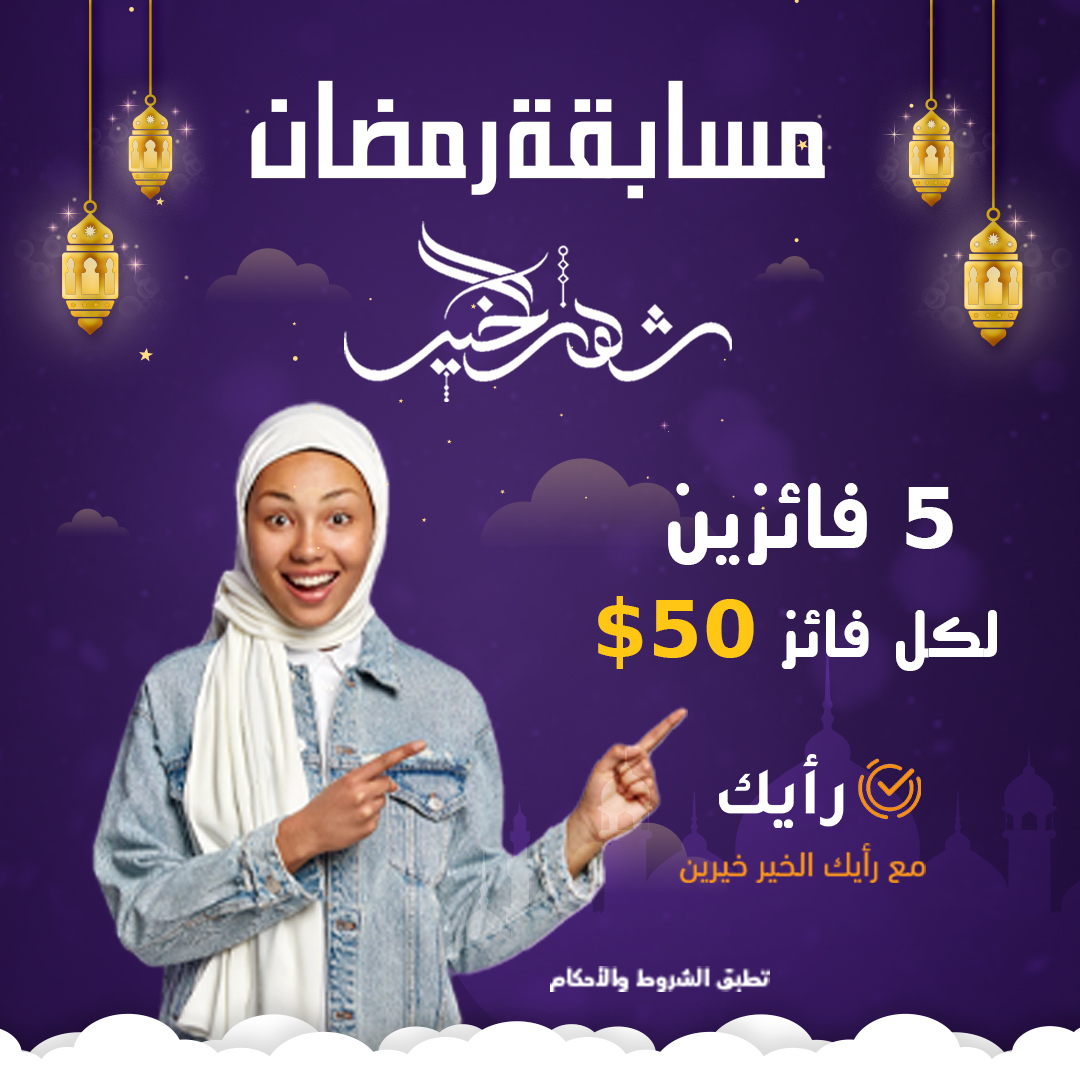 مسابقة رمضان
شهر الخير
5 فائزين
لكل فائز 50$
رأيك
مع رأيك الخير خيرين
تطبق الشروط والأحكام